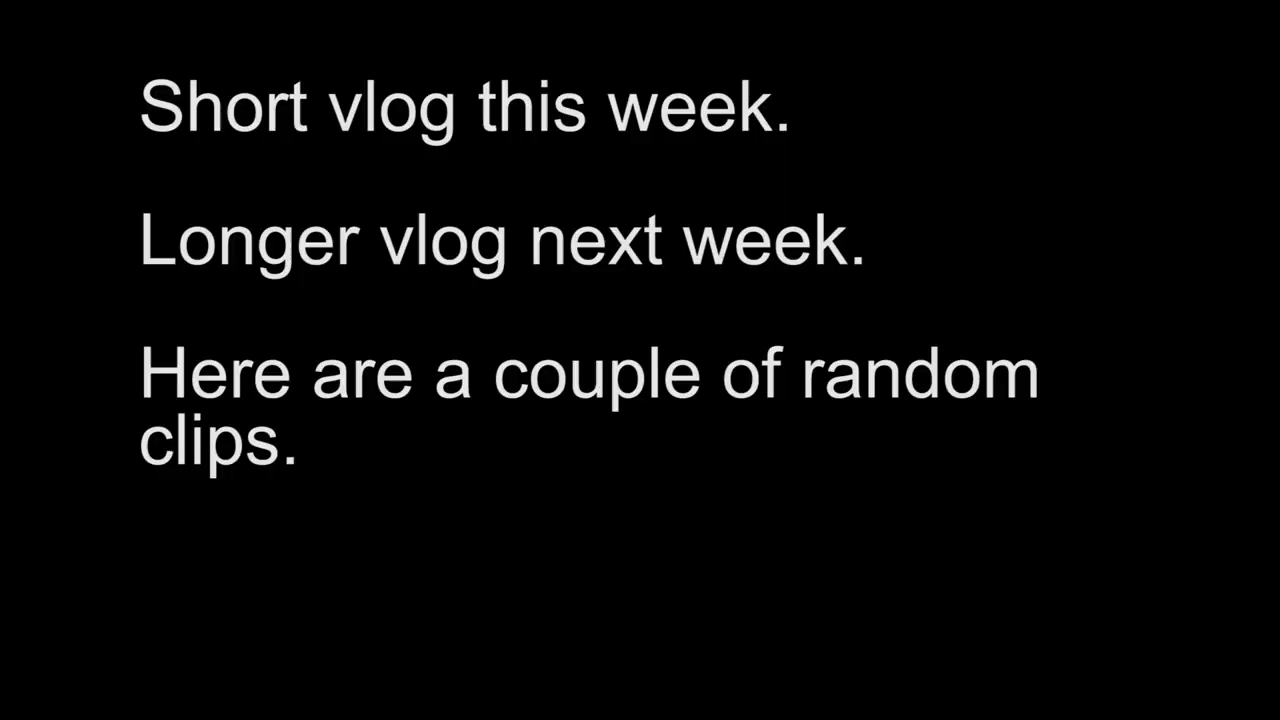 Short vlog this week.
Longer vlog next week.
Here are a couple of random
clips.